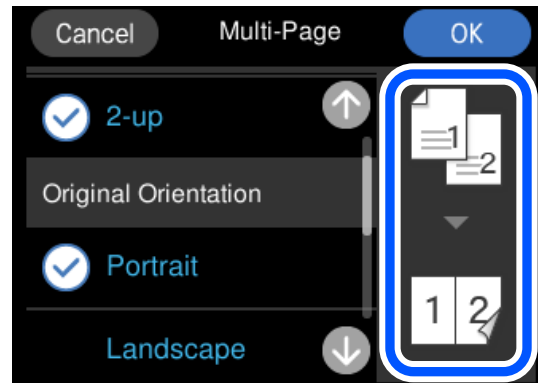 Cancel Multi-Page OK
2-up
Original Orientation
Portrait
Landscape
1
2
1 2